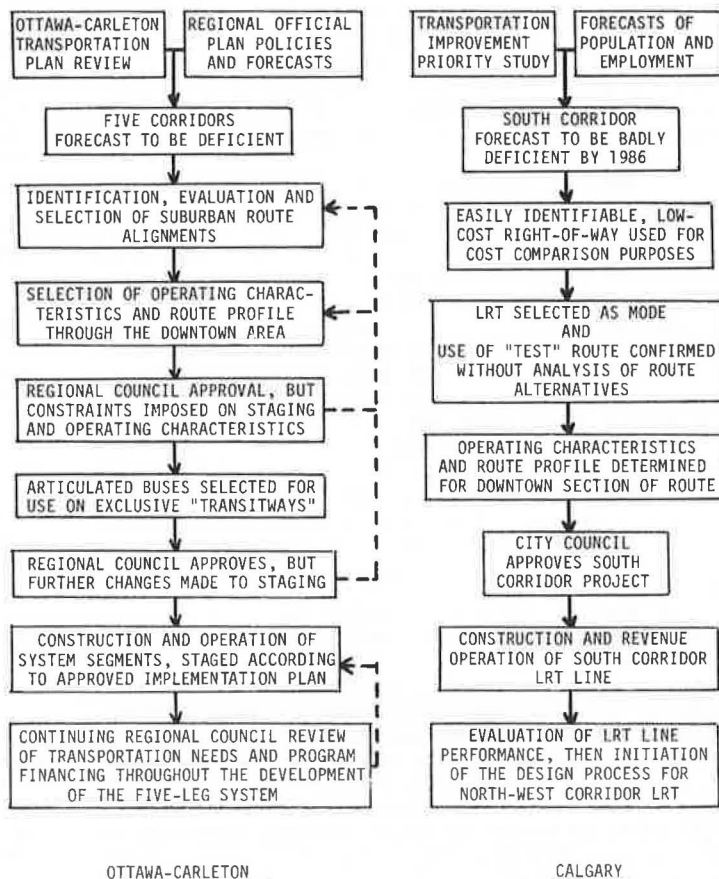 OTTAWA-CARLETON
TRANSPORTATION
PLAN REVIEW
REGIONAL OFFICIAL
PLAN POLICIES
AND FORECASTS
FIVE CORRIDORS
FORECAST TO BE DEFICIENT
IDENTIFICATION, EVALUATION AND
SELECTION OF SUBURBAN ROUTE
ALIGNMENTS
SELECTION OF OPERATING CHARAC-
TERISTICS AND ROUTE PROFILE
THROUGH THE DOWNTOWN AREA
REGIONAL COUNCIL APPROVAL, BUT
CONSTRAINTS IMPOSED ON STAGING
AND OPERATING CHARACTERISTICS
ARTICULATED BUSES SELECTED FOR
USE ON EXCLUSIVE "TRANSITWAYS"
REGIONAL COUNCIL APPROVES, BUT
FURTHER CHANGES MADE TO STAGING
CONSTRUCTION AND OPERATION OF
SYSTEM SEGMENTS, STAGED ACCORDING
TO APPROVED IMPLEMENTATION PLAN
CONTINUING REGIONAL COUNCIL REVIEW
OF TRANSPORTATION NEEDS AND PROGRAM
FINANCING THROUGHOUT THE DEVELOPMENT
OF THE FIVE-LEG SYSTEM
OTTAWA-CARLETON
TRANSPORTATION
IMPROVEMENT
PRIORITY STUDY
FORECASTS OF
POPULATION AND
EMPLOYMENT
SOUTH CORRIDOR
FORECAST TO BE BADLY
DEFICIENT BY 1986
EASILY IDENTIFIABLE, LOW-
COST RIGHT-OF-WAY USED FOR
COST COMPARISON PURPOSES
LRT SELECTED AS MODE
AND
USE OF "TEST" ROUTE CONFIRMED
WITHOUT ANALYSIS OF ROUTE
ALTERNATIVES
OPERATING CHARACTERISTICS
AND ROUTE PROFILE DETERMINED
FOR DOWNTOWN SECTION OF ROUTE
CITY COUNCIL
APPROVES SOUTH
CORRIDOR PROJECT
CONSTRUCTION AND REVENUE
OPERATION OF SOUTH CORRIDOR
LRT LINE
EVALUATION OF LRT LINE
PERFORMANCE, THEN INITIATION
OF THE DESIGN PROCESS FOR
NORTH-WEST CORRIDOR LRT
CALGARY